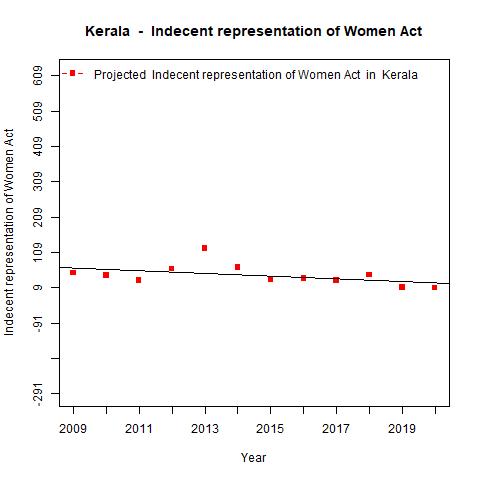 Kerala - Indecent representation of Women Act
Projected Indecent representation of Women Act in Kerala
Indecent representation of Women Act
609
509
409
309
209
109
9
-91
-291
2009 2011 2013 2015 2017 2019
Year